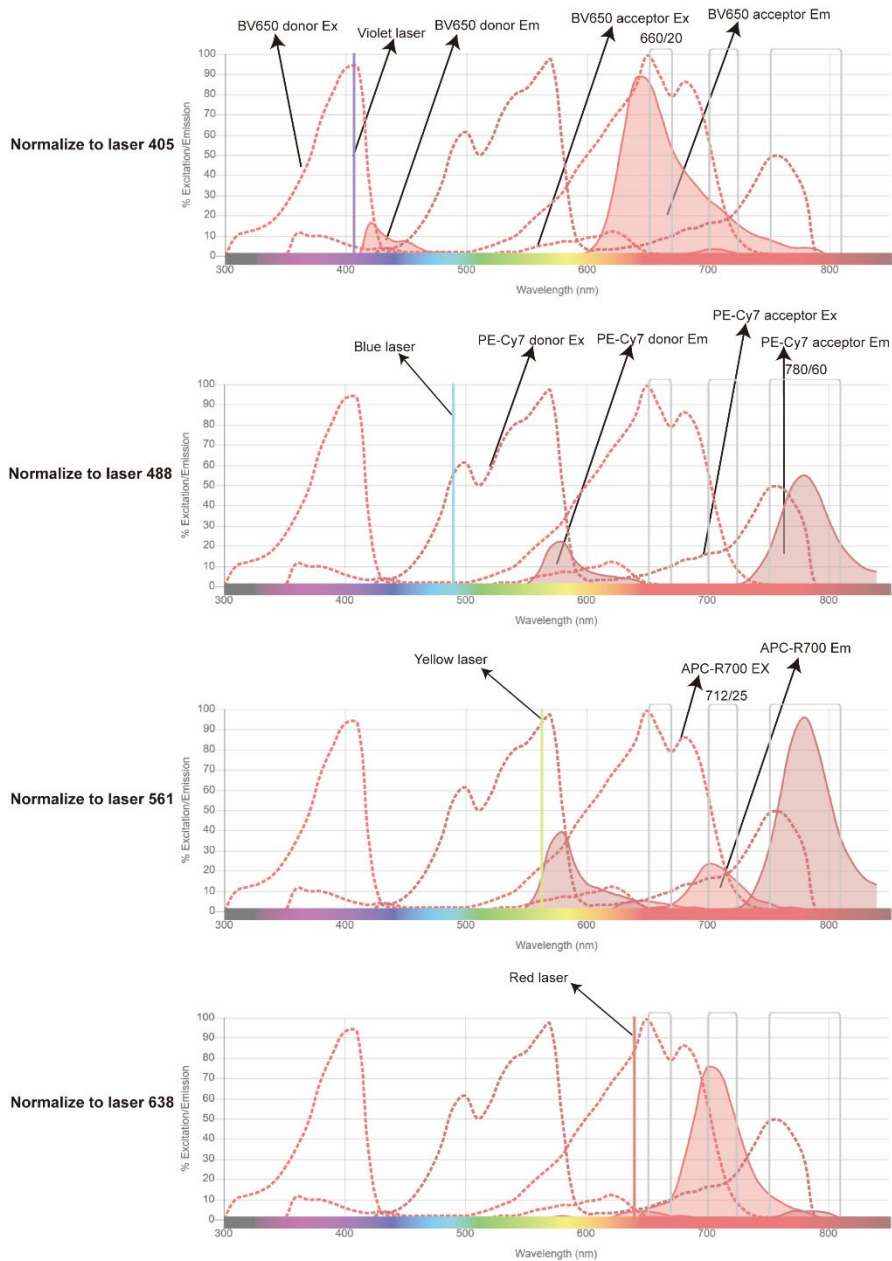 BV650 donor Ex
Violet laser
BV650 donor Em
BV650 acceptor Ex
BV650 acceptor Em
660/20
Normalize to laser 405
% Excitation/Emission
100
90
80
70
60
50
40
30
20
10
0
300 400 500 600 700 800
Wavelength (nm)
Blue laser
PE-Cy7 donor Ex
PE-Cy7 donor Em
PE-Cy7 acceptor Ex
PE-Cy7 acceptor Em
780/60
Normalize to laser 488
% Excitation/Emission
100
90
80
70
60
50
40
30
20
10
0
300 400 500 600 700 800
Wavelength (nm)
Yellow laser
APC-R700 EX
APC-R700 Em
712/25
Normalize to laser 561
% Excitation/Emission
100
90
80
70
60
50
40
30
20
10
0
300 400 500 600 700 800
Wavelength (nm)
Red laser
Normalize to laser 638
% Excitation/Emission
100
90
80
70
60
50
40
30
20
10
0
300 400 500 600 700 800
Wavelength (nm)